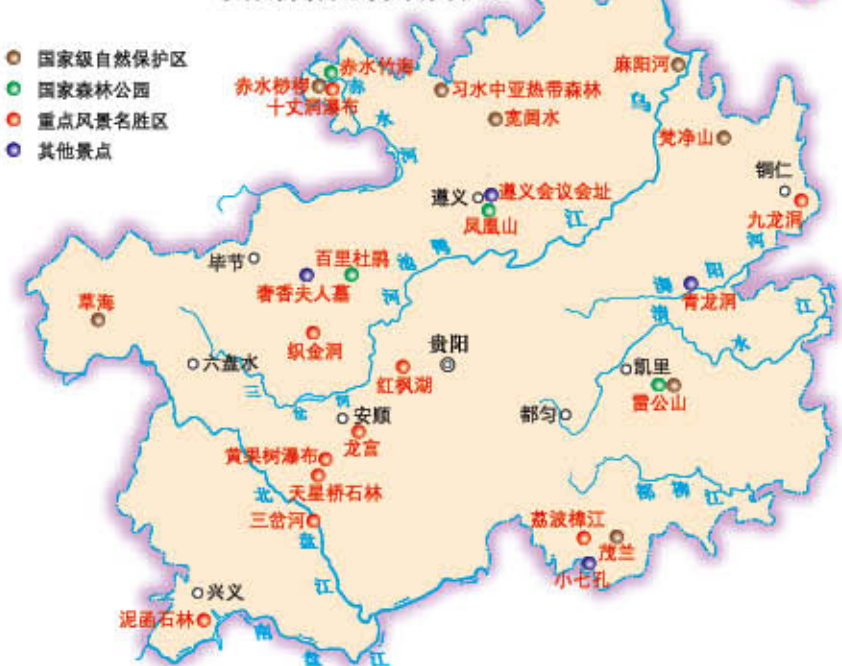 国家级自然保护区
国家森林公园
重点风景名胜区
其他景点
赤水竹海
赤水桫椤
十丈洞瀑布
赤
水
河
习水中亚热带森林
麻阳河
宽阔水
乌
梵净山
铜仁
九龙洞
遵义
遵义会议会址
凤凰山
江
鸭
池
河
毕节
百里杜鹃
奢香夫人墓
草海
织金洞
六盘水
三
岔
河
贵阳
红枫湖
㵲
阳
河
青龙洞
清
水
江
凯里
雷公山
都匀
安顺
龙宫
黄果树瀑布
天星桥石林
三岔河
北
盘
江
都
柳
江
荔波樟江
茂兰
小七孔
兴义
泥凼石林
南
盘
江